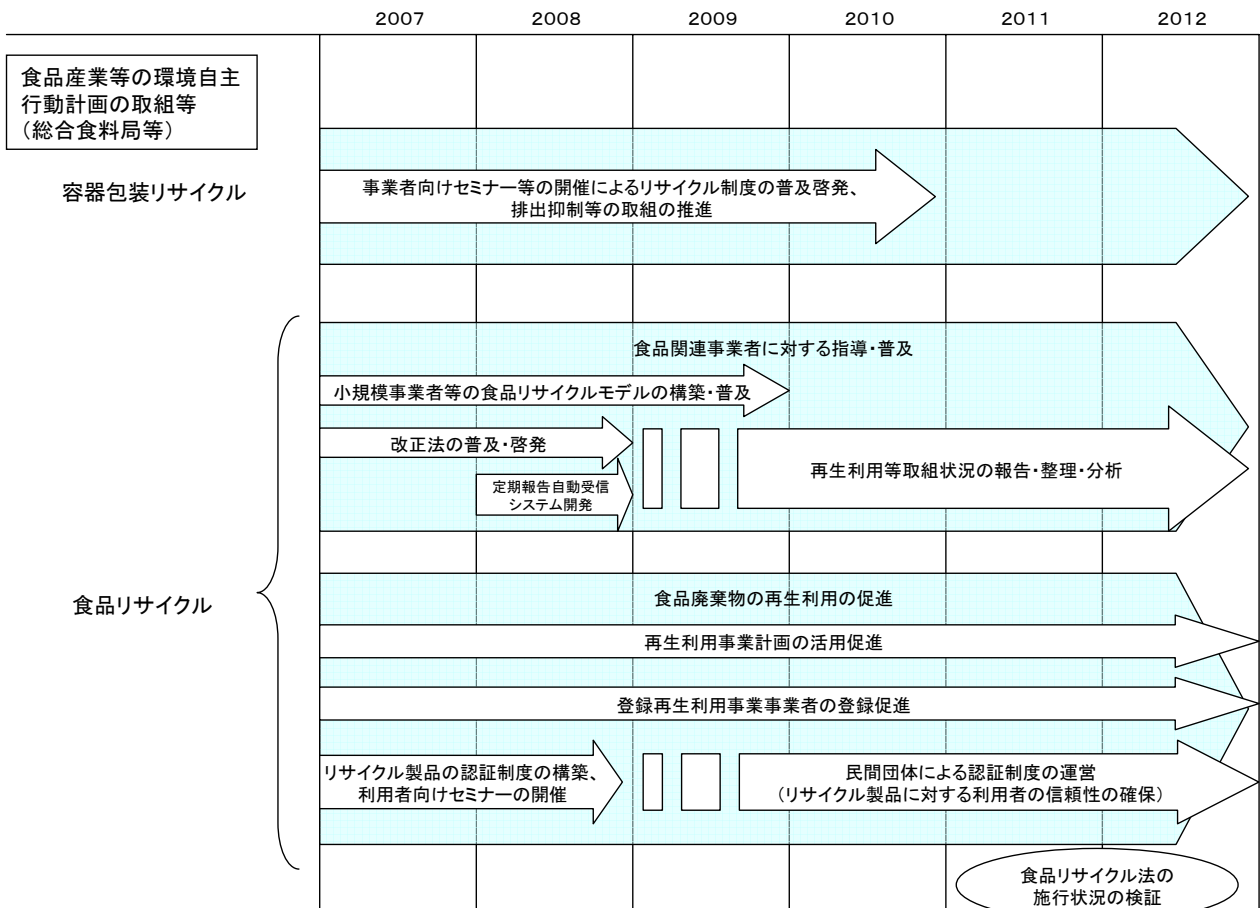 2007 2008 2009 2010 2011 2012
食品産業等の環境自主
行動計画の取組等
（総合食料局等）
容器包装リサイクル
事業者向けセミナー等の開催によるリサイクル制度の普及啓発、
排出抑制等の取組の推進
食品関連事業者に対する指導・普及
小規模事業者等の食品リサイクルモデルの構築・普及
改正法の普及・啓発
再生利用等取組状況の報告・整理・分析
定期報告自動受信
システム開発
食品リサイクル
食品廃棄物の再生利用の促進
再生利用事業計画の活用促進
登録再生利用事業事業者の登録促進
リサイクル製品の認証制度の構築、
利用者向けセミナーの開催
民間団体による認証制度の運営
（リサイクル製品に対する利用者の信頼性の確保）
食品リサイクル法の
施行状況の検証